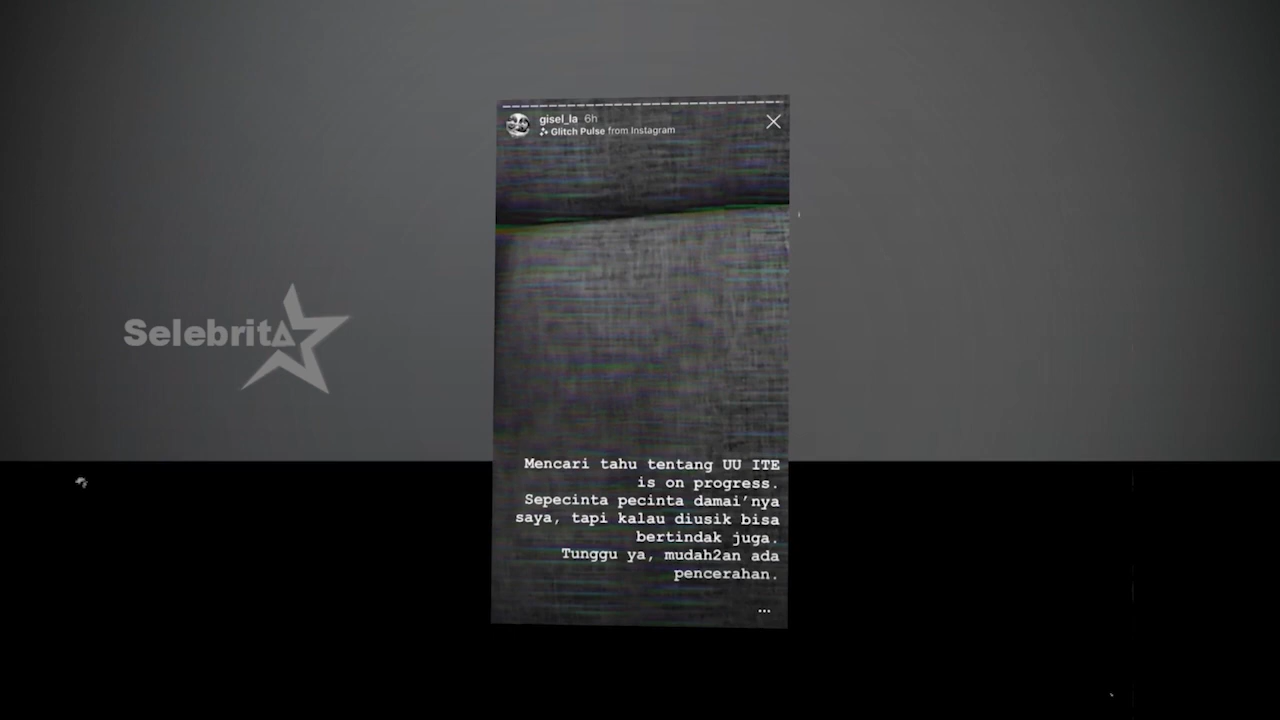 gisel_la 6h
Glitch Pulse from Instagram
Selebrita
Mencari tahu tentang UU ITE
is on progress.
Sepecinta pecinta damai'nya
saya, tapi kalau diusik bisa
bertindak juga.
Tunggu ya, mudah2an ada
pencerahan.